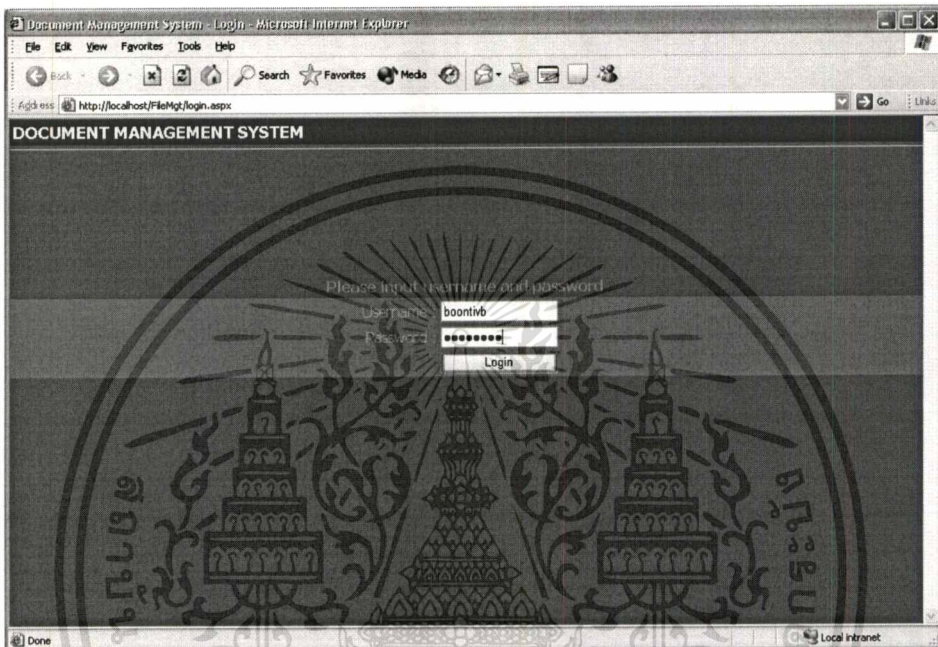 Document Management System - Login - Microsoft Internet Explorer
File Edit View Favorites Tools Help
Back Search Favorites Media
Address http://localhost/FileMgt/login.aspx Go Links
DOCUMENT MANAGEMENT SYSTEM
Please input username and password
Username boontivb
Password ••••••••
Login
Done Local intranet